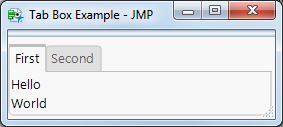 Tab Box Example - JMP
First Second
Hello
World